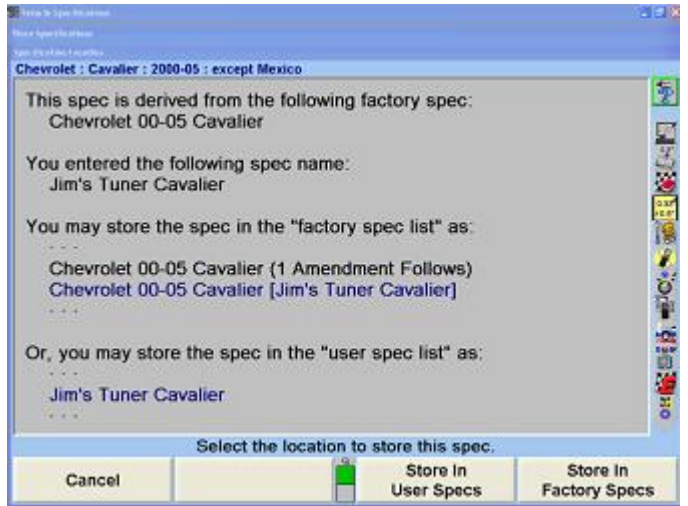 Store Specifications
Specification Location
Chevrolet : Cavalier : 2000-05 : except Mexico
This spec is derived from the following factory spec:
Chevrolet 00-05 Cavalier
You entered the following spec name:
Jim's Tuner Cavalier
You may store the spec in the "factory spec list" as:
. . .
Chevrolet 00-05 Cavalier (1 Amendment Follows)
Chevrolet 00-05 Cavalier [Jim's Tuner Cavalier]
. . .
Or, you may store the spec in the "user spec list" as:
. . .
Jim's Tuner Cavalier
. . .
Select the location to store this spec.
Cancel
Store In
User Specs
Store In
Factory Specs